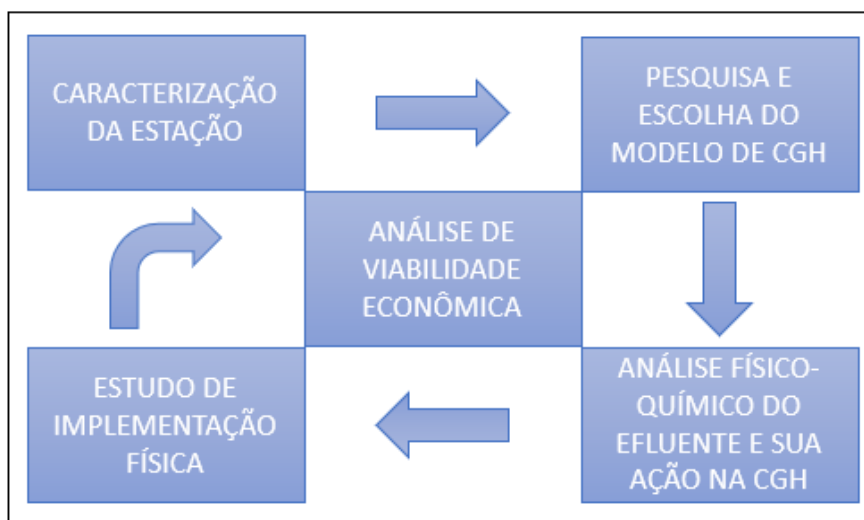 CARACTERIZAÇÃO
DA ESTAÇÃO
PESQUISA E
ESCOLHA DO
MODELO DE CGH
ANÁLISE DE
VIABILIDADE
ECONÔMICA
ESTUDO DE
IMPLEMENTAÇÃO
FÍSICA
ANÁLISE FÍSICO-
QUÍMICO DO
EFLUENTE E SUA
AÇÃO NA CGH